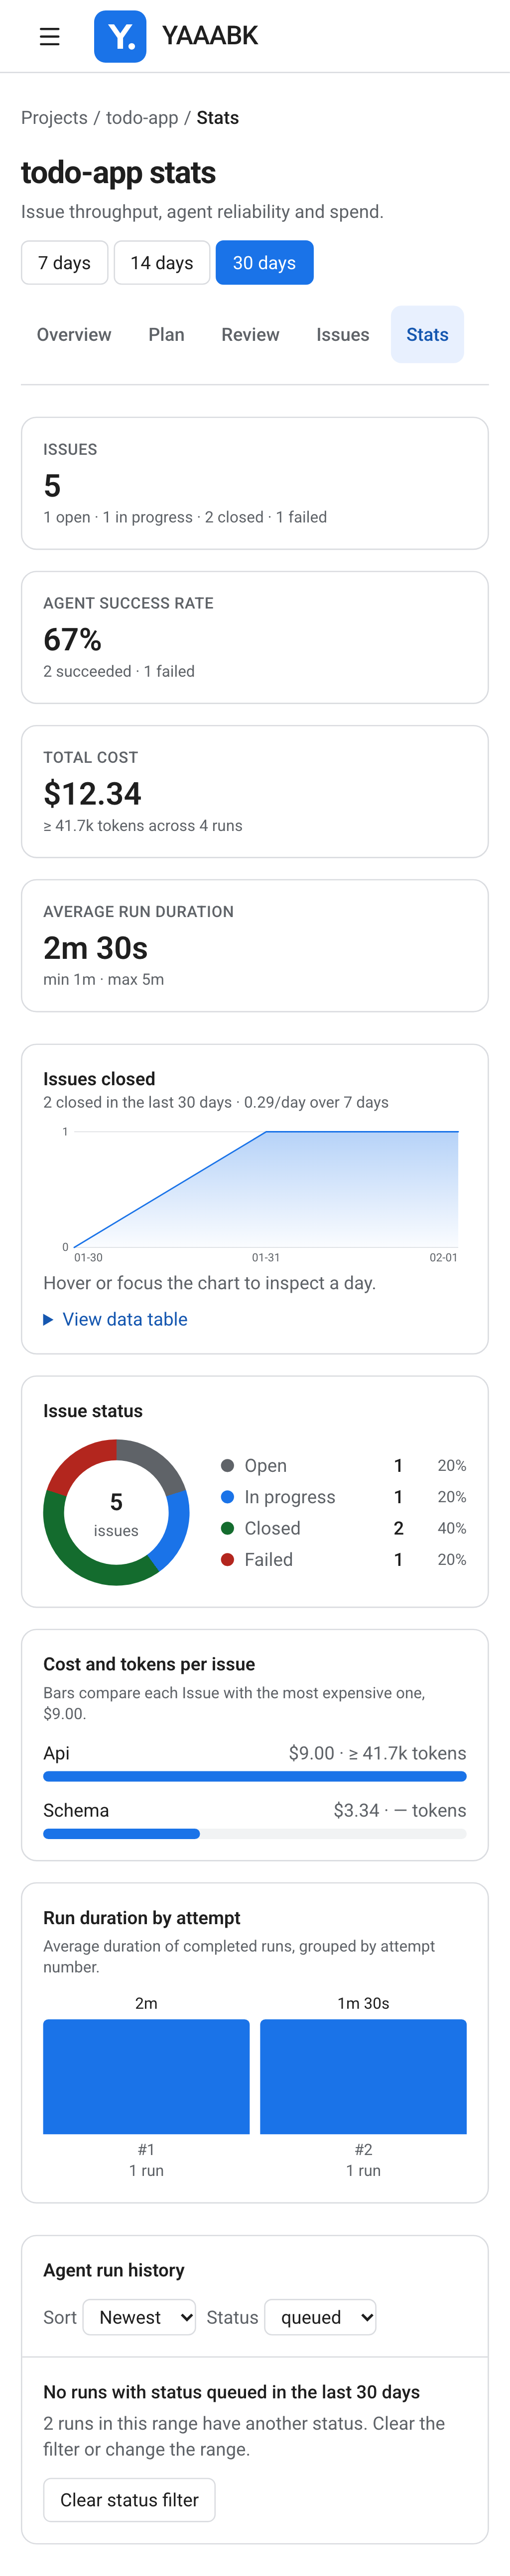 Y. YAAABK
Projects / todo-app / Stats
todo-app stats
Issue throughput, agent reliability and spend.
7 days 14 days 30 days
Overview Plan Review Issues Stats
ISSUES
5
1 open · 1 in progress · 2 closed · 1 failed
AGENT SUCCESS RATE
67%
2 succeeded · 1 failed
TOTAL COST
$12.34
≥ 41.7k tokens across 4 runs
AVERAGE RUN DURATION
2m 30s
min 1m · max 5m
Issues closed
2 closed in the last 30 days · 0.29/day over 7 days
1
0
01-30 01-31 02-01
Hover or focus the chart to inspect a day.
View data table
Issue status
5
issues
Open 1 20%
In progress 1 20%
Closed 2 40%
Failed 1 20%
Cost and tokens per issue
Bars compare each Issue with the most expensive one,
$9.00.
Api $9.00 · ≥ 41.7k tokens
Schema $3.34 · — tokens
Run duration by attempt
Average duration of completed runs, grouped by attempt
number.
2m 1m 30s
#1 #2
1 run 1 run
Agent run history
Sort Newest Status queued
No runs with status queued in the last 30 days
2 runs in this range have another status. Clear the
filter or change the range.
Clear status filter